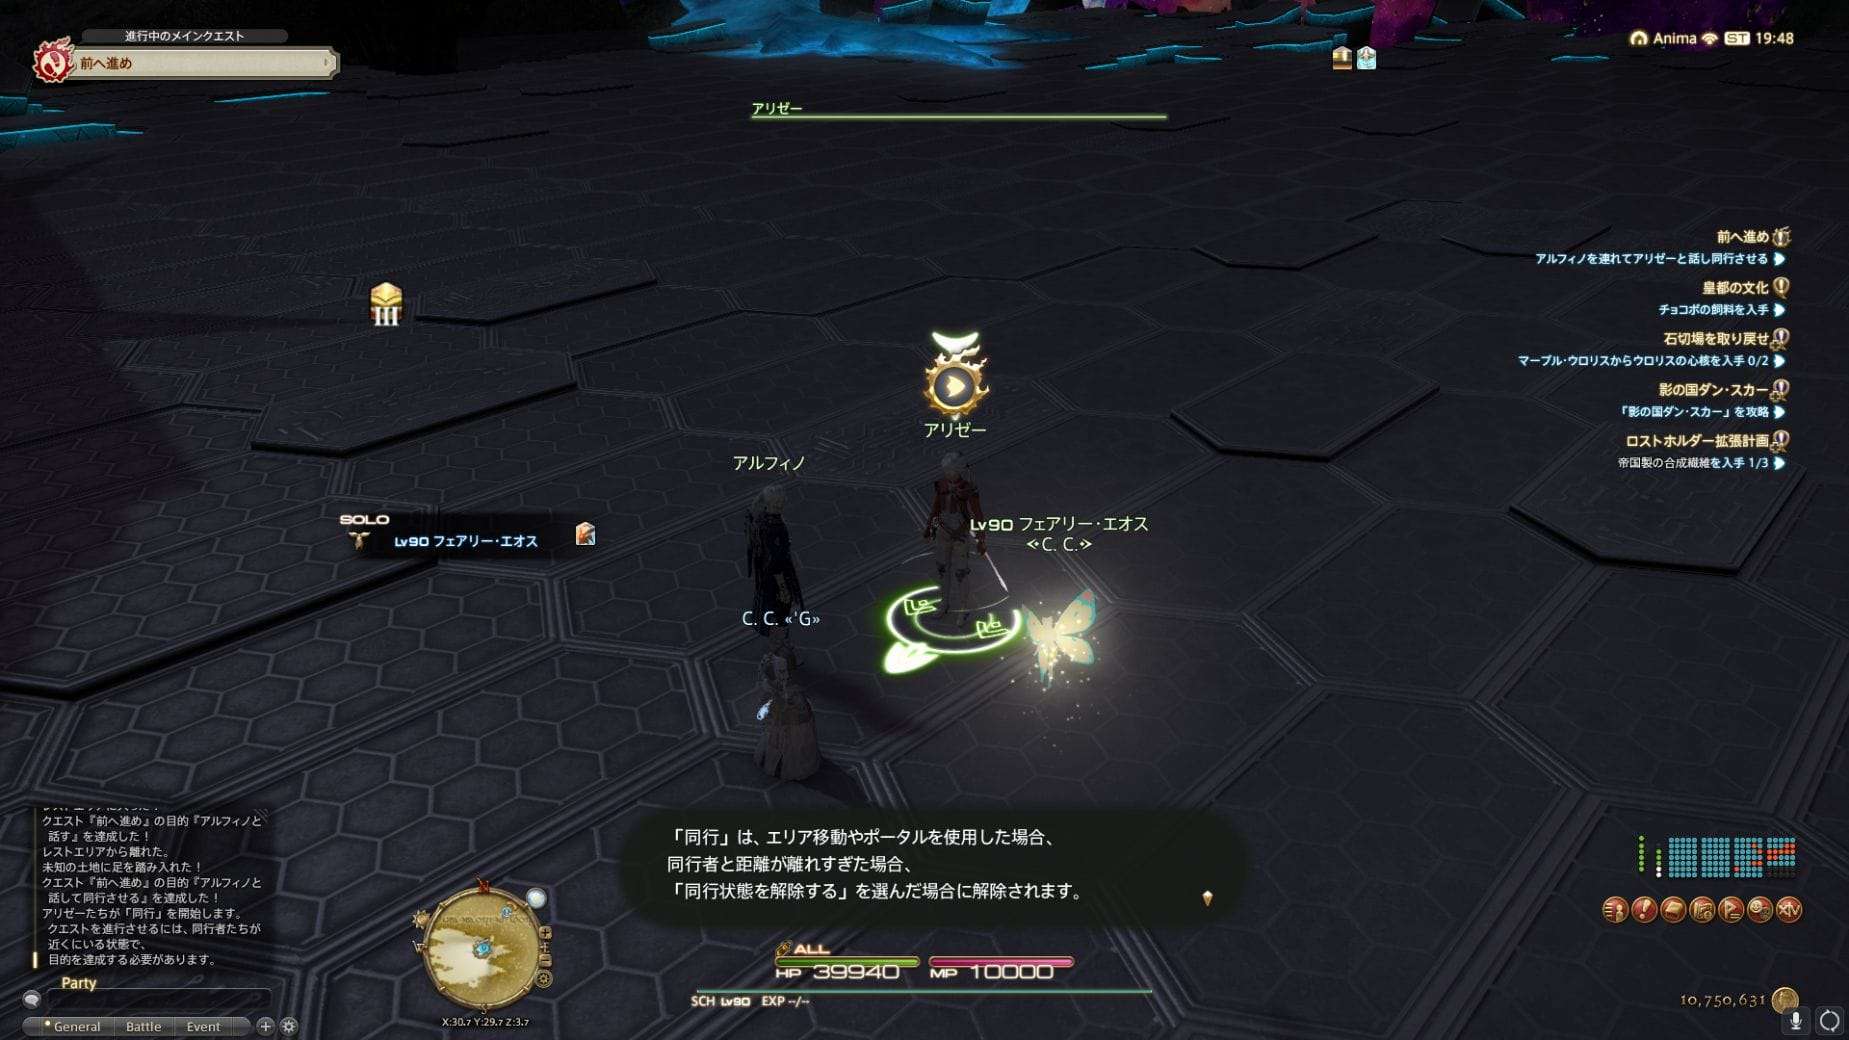 進行中のメインクエスト
前へ進め
Anima ST 19:48
アリゼー
前へ進め
アルフィノを連れてアリゼーと話し同行させる
皇都の文化
チョコボの飼料を入手
石切場を取り戻せ
マーブル・ウロリスからウロリスの心核を入手 0/2
影の国ダン・スカー
「影の国ダン・スカー」を攻略
ロストホルダー拡張計画
帝国製の合成繊維を入手 1/3
III
アリゼー
アルフィノ
SOLO
Lv90 フェアリー・エオス
Lv90 フェアリー・エオス
«C. C.»
C. C. «'G»
レストエリアに入った！
クエスト『前へ進め』の目的『アルフィノと
話す』を達成した！
レストエリアから離れた。
未知の土地に足を踏み入れた！
クエスト『前へ進め』の目的『アルフィノと
話して同行させる』を達成した！
アリゼーたちが「同行」を開始します。
クエストを進行させるには、同行者たちが
近くにいる状態で、
目的を達成する必要があります。
Party
General Battle Event
「同行」は、エリア移動やポータルを使用した場合、
同行者と距離が離れすぎた場合、
「同行状態を解除する」を選んだ場合に解除されます。
ALL
HP 39940 MP 10000
SCH Lv90 EXP --/--
N
W
S
X:30.7 Y:29.7 Z:3.7
XIV
10,750,631